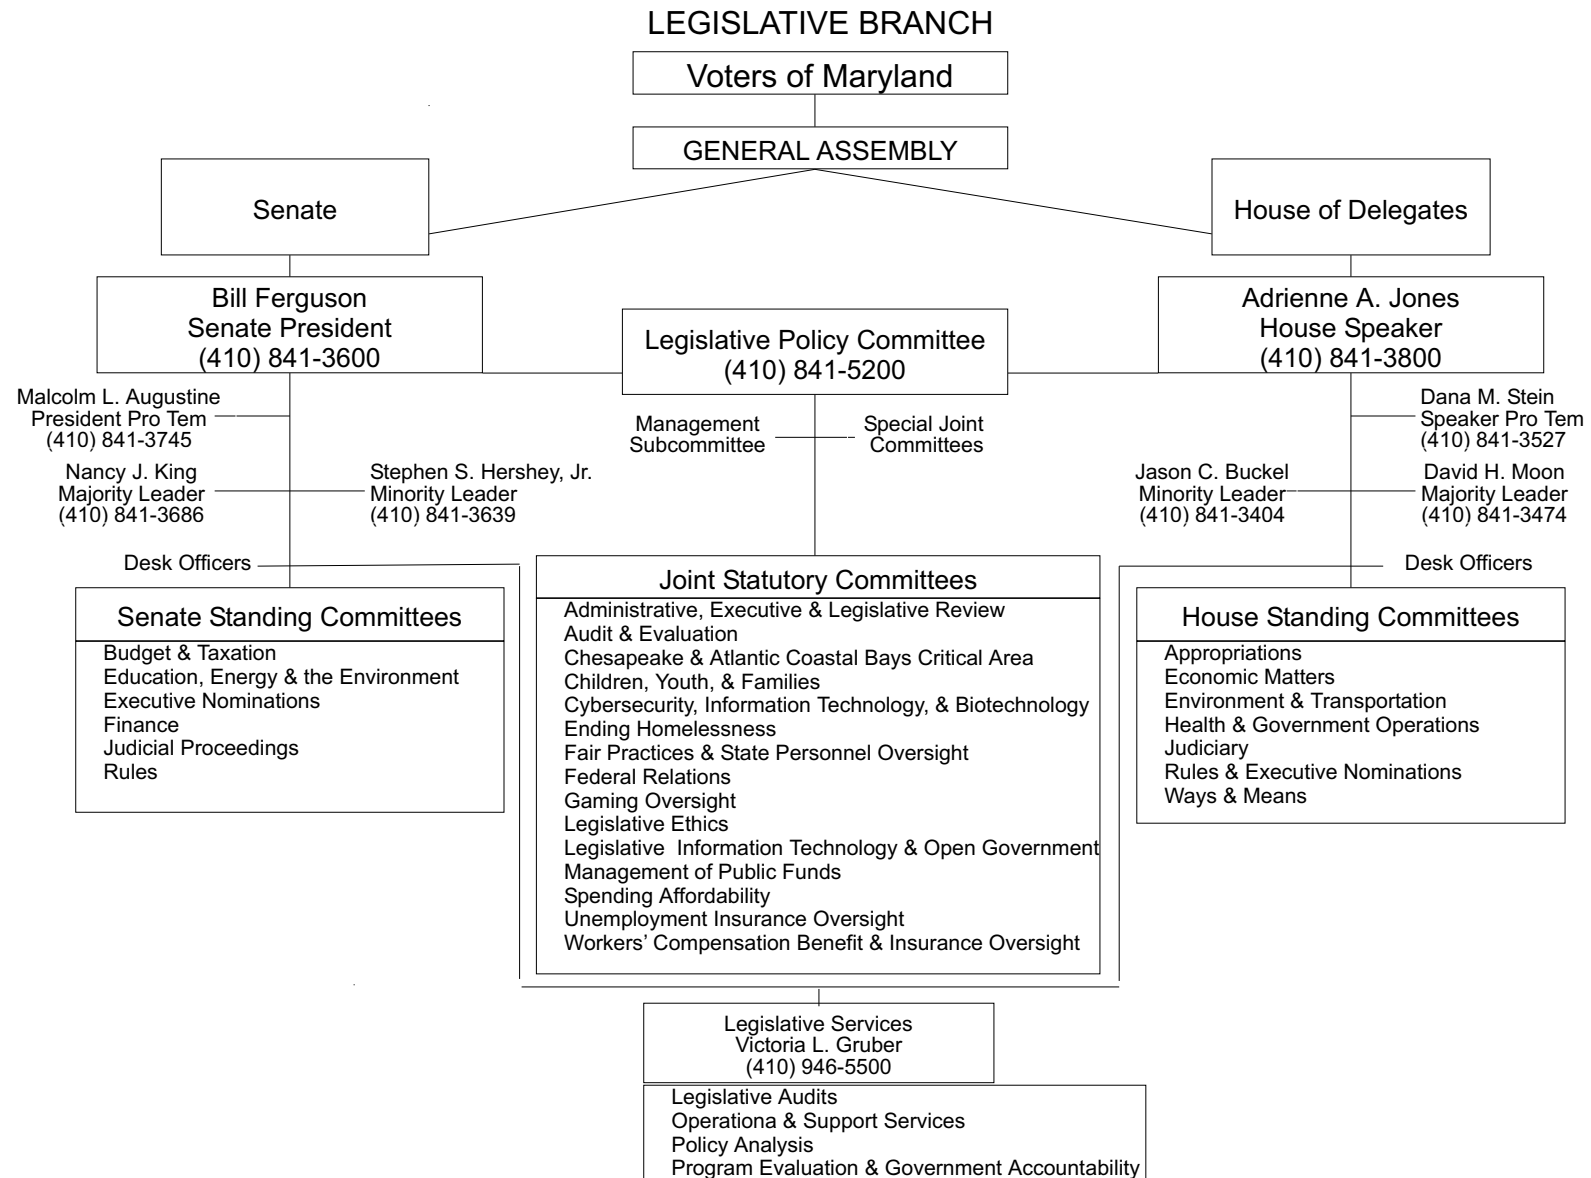 LEGISLATIVE BRANCH
Voters of Maryland
GENERAL ASSEMBLY
Senate
House of Delegates
Bill Ferguson
Senate President
(410) 841-3600
Legislative Policy Committee
(410) 841-5200
Adrienne A. Jones
House Speaker
(410) 841-3800
Malcolm L. Augustine
President Pro Tem
(410) 841-3745
Management
Subcommittee
Special Joint
Committees
Dana M. Stein
Speaker Pro Tem
(410) 841-3527
Nancy J. King
Majority Leader
(410) 841-3686
Stephen S. Hershey, Jr.
Minority Leader
(410) 841-3639
Jason C. Buckel
Minority Leader
(410) 841-3404
David H. Moon
Majority Leader
(410) 841-3474
Desk Officers
Desk Officers
Senate Standing Committees
Budget & Taxation
Education, Energy & the Environment
Executive Nominations
Finance
Judicial Proceedings
Rules
Joint Statutory Committees
Administrative, Executive & Legislative Review
Audit & Evaluation
Chesapeake & Atlantic Coastal Bays Critical Area
Children, Youth, & Families
Cybersecurity, Information Technology, & Biotechnology
Ending Homelessness
Fair Practices & State Personnel Oversight
Federal Relations
Gaming Oversight
Legislative Ethics
Legislative  Information Technology & Open Government
Management of Public Funds
Spending Affordability
Unemployment Insurance Oversight
Workers’ Compensation Benefit & Insurance Oversight
House Standing Committees
Appropriations
Economic Matters
Environment & Transportation
Health & Government Operations
Judiciary
Rules & Executive Nominations
Ways & Means
Legislative Services
Victoria L. Gruber
(410) 946-5500
Legislative Audits
Operationa & Support Services
Policy Analysis
Program Evaluation & Government Accountability